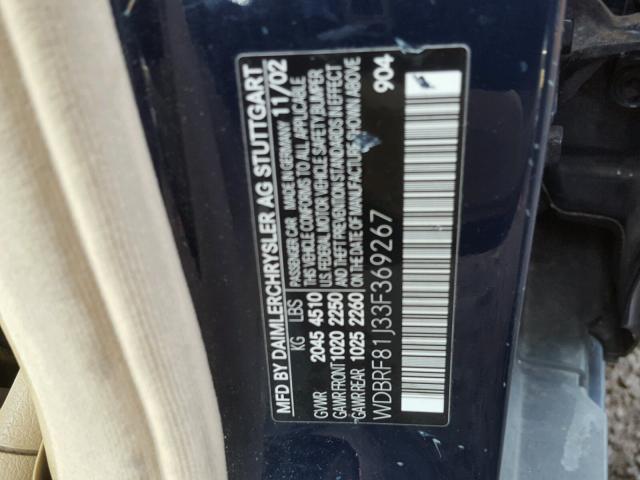 MFD BY DAIMLERCHRYSLER AG STUTTGART
PASSENGER CAR MADE IN GERMANY 11/02
KG LBS THIS VEHICLE CONFORMS TO ALL APPLICABLE
GVWR 2045 4510 U.S. FEDERAL MOTOR VEHICLE SAFETY BUMPER
GAWR FRONT 1020 2250 AND THEFT PREVENTION STANDARDS IN EFFECT
GAWR REAR 1025 2260 ON THE DATE OF MANUFACTURE SHOWN ABOVE
904
WDBRF81J33F369267